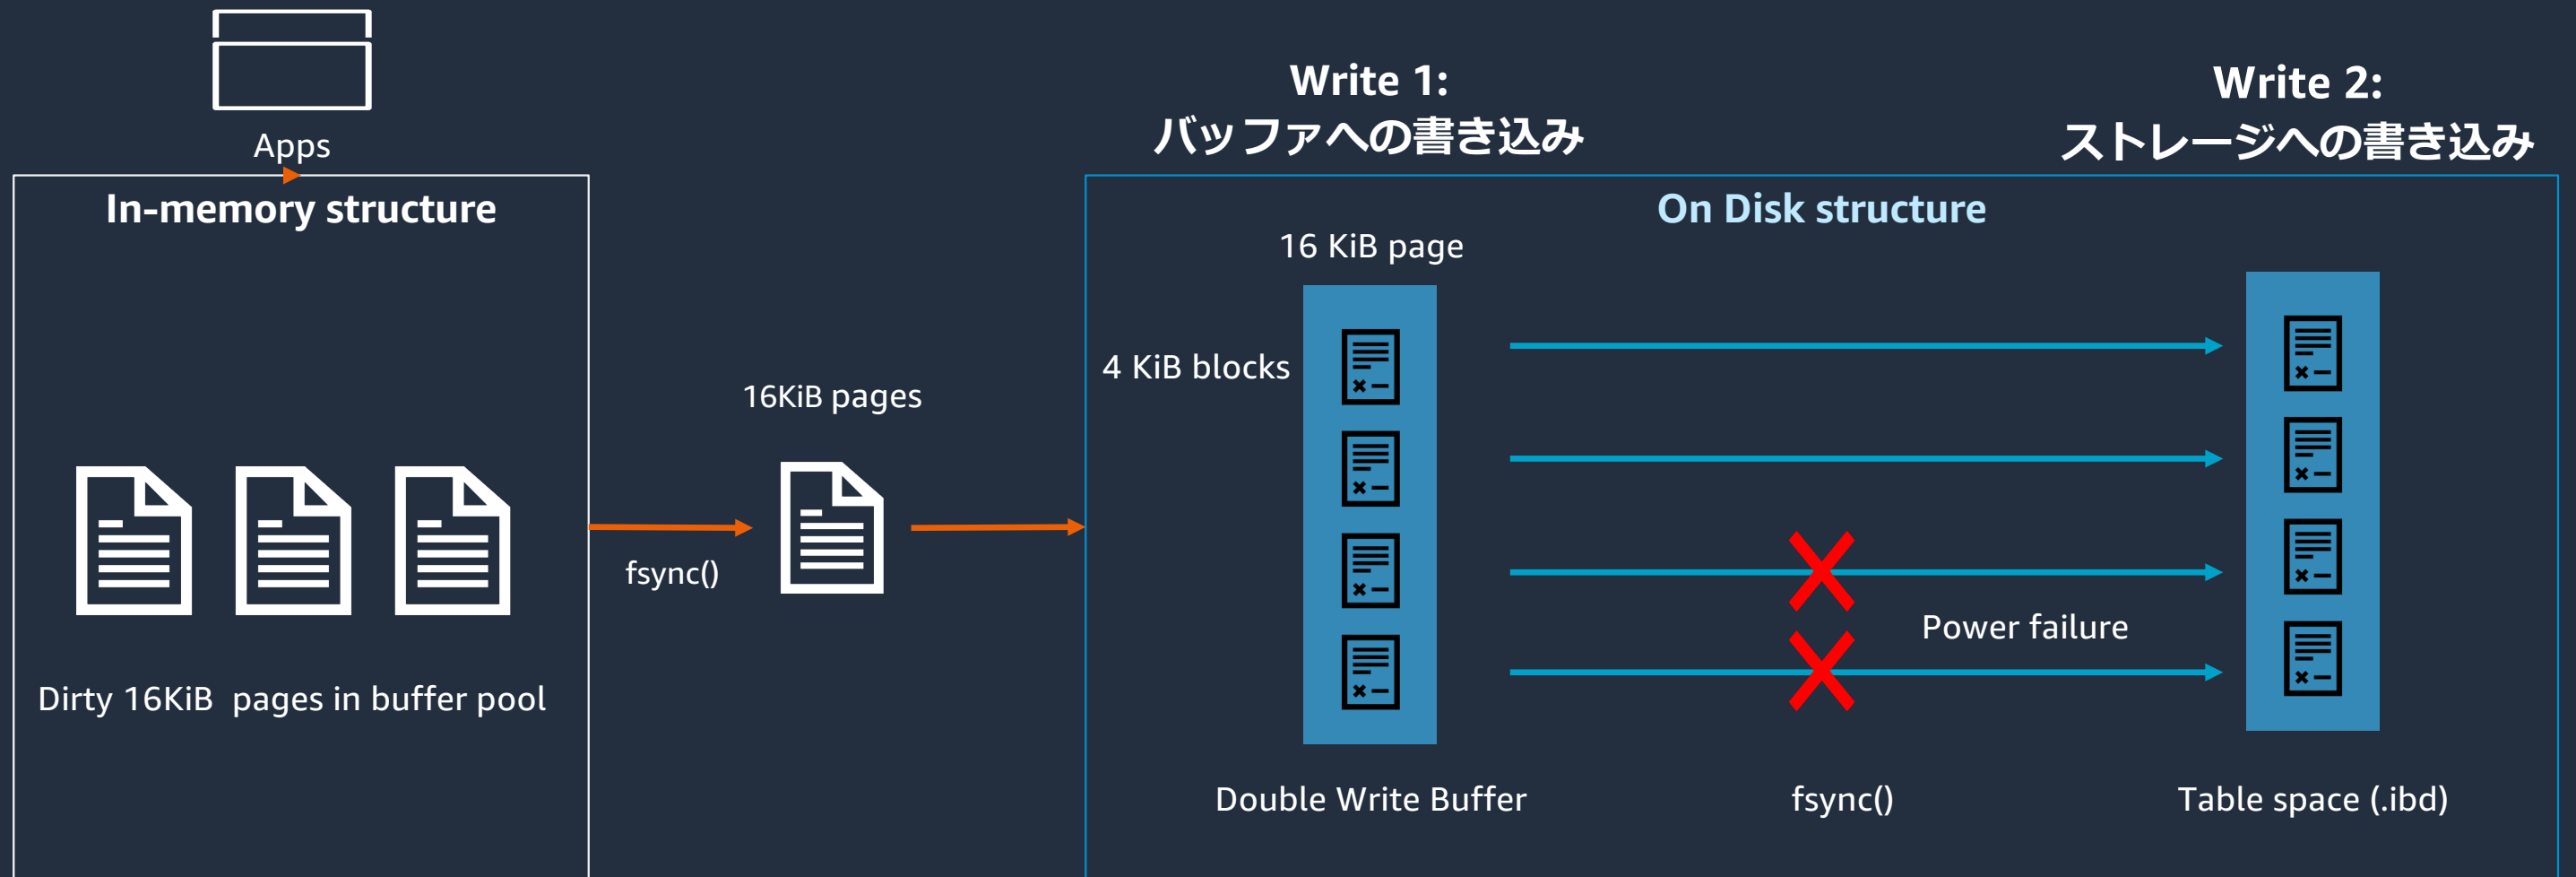 Apps
In-memory structure
Dirty 16KiB  pages in buffer pool
fsync()
16KiB pages
Write 1:
バッファへの書き込み
Write 2:
ストレージへの書き込み
On Disk structure
16 KiB page
4 KiB blocks
Power failure
Double Write Buffer
fsync()
Table space (.ibd)